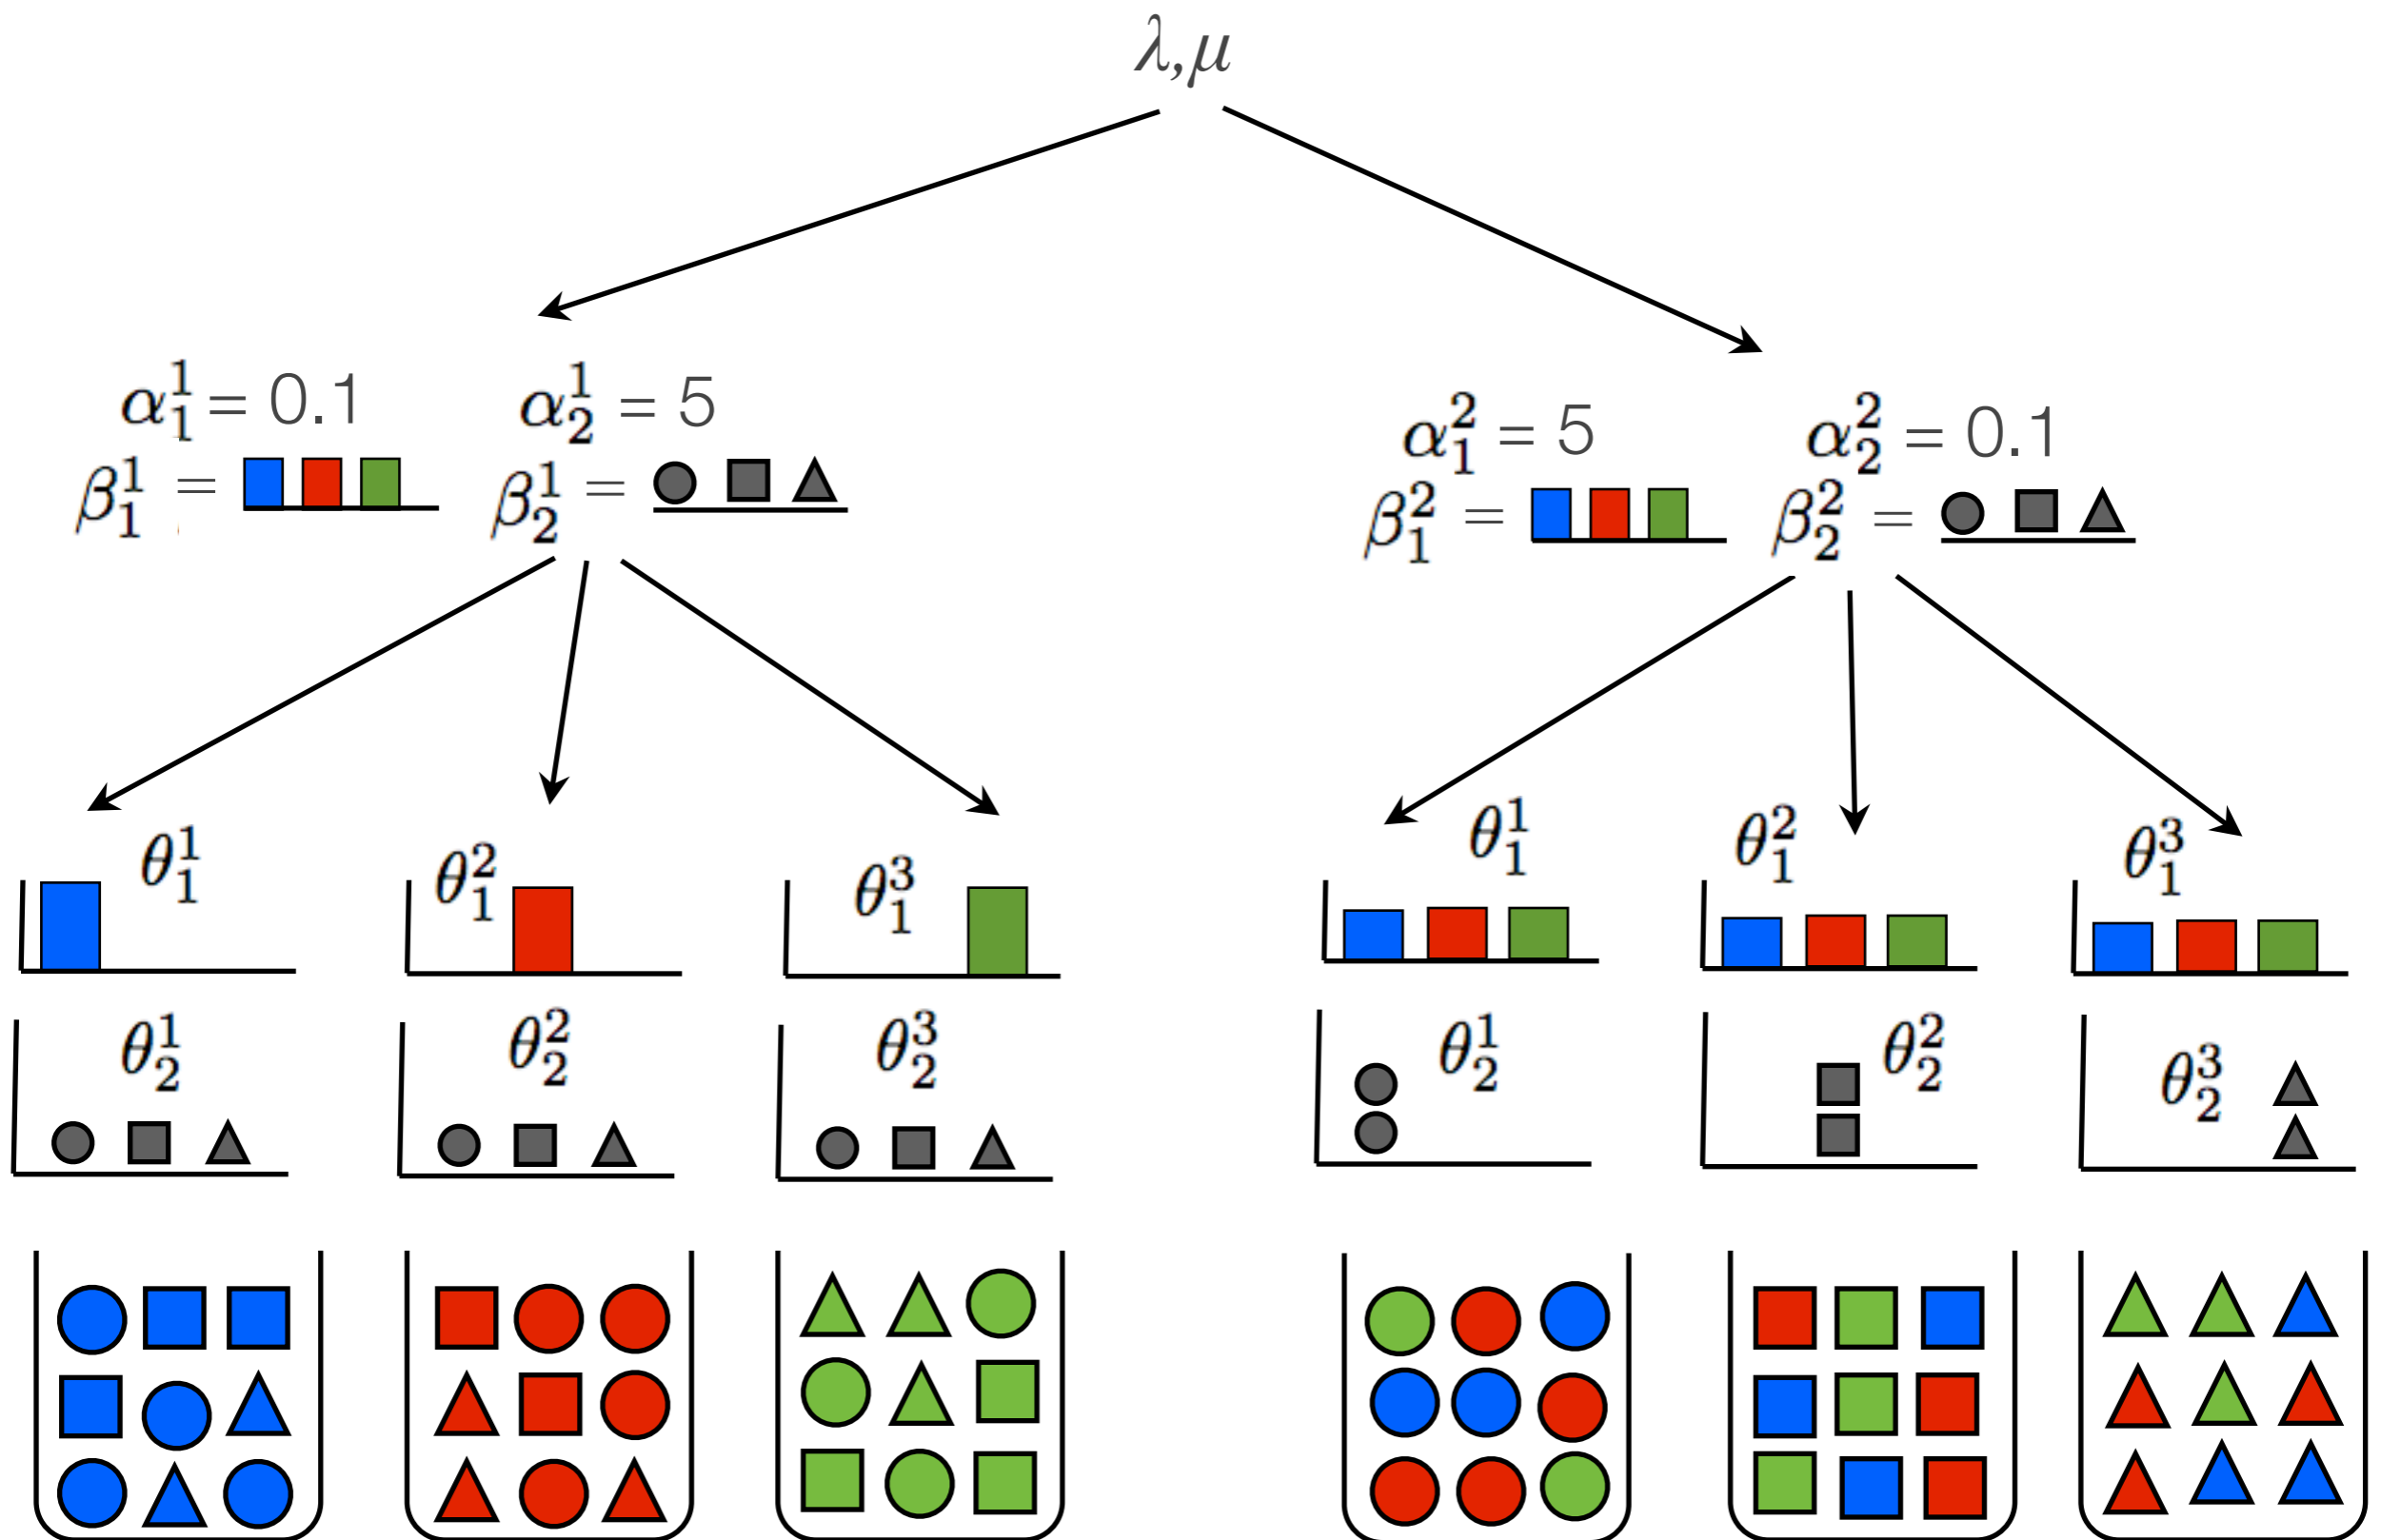 λ,μ
α₁¹ = 0.1
α₂¹ = 5
β₁¹ =
β₂¹ =
α₁² = 5
α₂² = 0.1
β₁² =
β₂² =
θ₁¹
θ₁²
θ₁³
θ₂¹
θ₂²
θ₂³
θ₁¹
θ₁²
θ₁³
θ₂¹
θ₂²
θ₂³